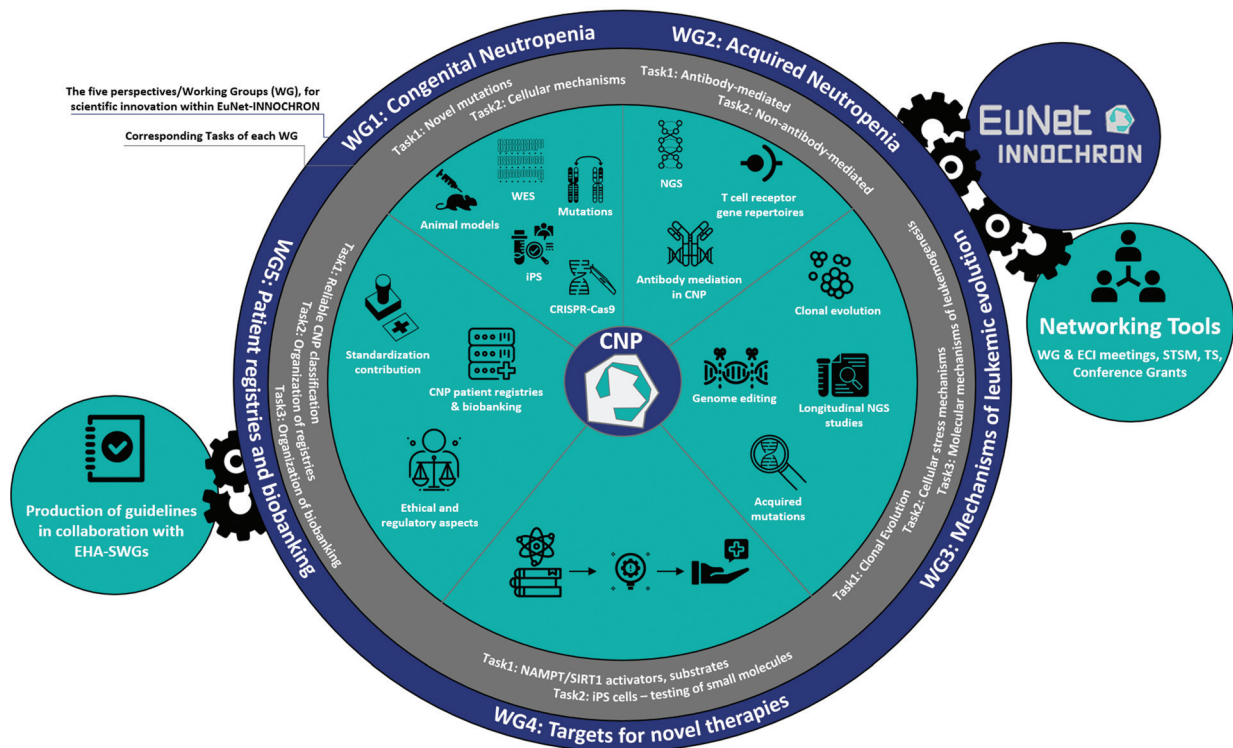 The five perspectives/Working Groups (WG), for
scientific innovation within EuNet-INNOCHRON
Corresponding Tasks of each WG
WG1: Congenital Neutropenia
Task1: Novel mutations
Task2: Cellular mechanisms
WES
Mutations
Animal models
iPS
CRISPR-Cas9
WG2: Acquired Neutropenia
Task1: Antibody-mediated
Task2: Non-antibody-mediated
NGS
T cell receptor
gene repertoires
Antibody mediation
in CNP
EuNet
INNOCHRON
Networking Tools
WG & ECI meetings, STSM, TS,
Conference Grants
WG3: Mechanisms of leukemic evolution
Task1: Clonal Evolution
Task2: Cellular stress mechanisms
Task3: Molecular mechanisms of leukemogenesis
Clonal evolution
Genome editing
Longitudinal NGS
studies
Acquired
mutations
CNP
WG4: Targets for novel therapies
Task1: NAMPT/SIRT1 activators, substrates
Task2: iPS cells – testing of small molecules
WG5: Patient registries and biobanking
Task1: Reliable CNP classification
Task2: Organization of registries
Task3: Organization of biobanking
Standardization
contribution
CNP patient registries
& biobanking
Ethical and
regulatory aspects
Production of guidelines
in collaboration with
EHA-SWGs